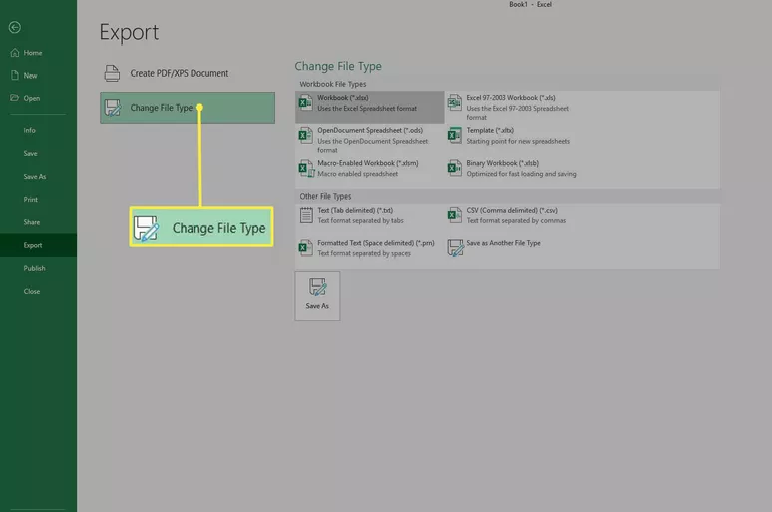 Book1 - Excel
Home
New
Open
Info
Save
Save As
Print
Share
Export
Publish
Close
Export
Create PDF/XPS Document
Change File Type
Change File Type
Change File Type
Workbook File Types
Workbook (*.xlsx)
Uses the Excel Spreadsheet format
Excel 97-2003 Workbook (*.xls)
Uses the Excel 97-2003 Spreadsheet
format
OpenDocument Spreadsheet (*.ods)
Uses the OpenDocument Spreadsheet
format
Template (*.xltx)
Starting point for new spreadsheets
Macro-Enabled Workbook (*.xlsm)
Macro enabled spreadsheet
Binary Workbook (*.xlsb)
Optimized for fast loading and saving
Other File Types
Text (Tab delimited) (*.txt)
Text format separated by tabs
CSV (Comma delimited) (*.csv)
Text format separated by commas
Formatted Text (Space delimited) (*.prn)
Text format separated by spaces
Save as Another File Type
Save As